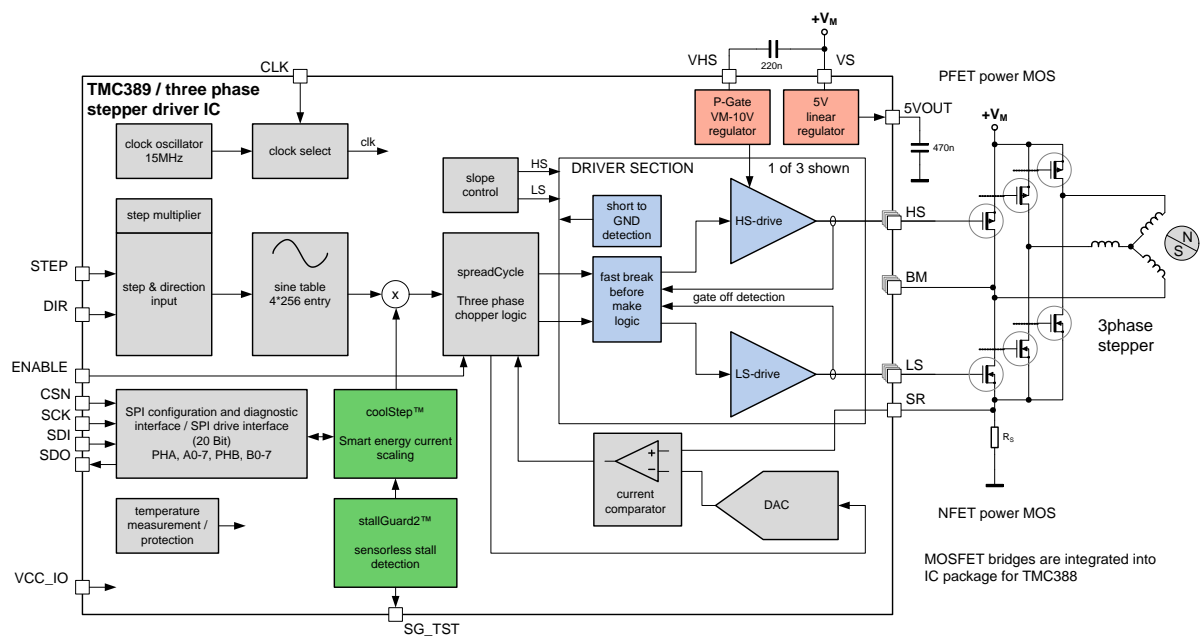 +VM
VHS
220n
VS
CLK
TMC389 / three phase
stepper driver IC
PFET power MOS
P-Gate
VM-10V
regulator
5V
linear
regulator
5VOUT
+VM
470n
clock oscillator
15MHz
clock select
clk
slope
control
HS
LS
DRIVER SECTION
1 of 3 shown
short to
GND
detection
HS-drive
HS
step multiplier
step & direction
input
sine table
4*256 entry
x
spreadCycle
Three phase
chopper logic
fast break
before
make
logic
gate off detection
BM
N
S
STEP
DIR
3phase
stepper
LS-drive
LS
ENABLE
CSN
SCK
SDI
SDO
SPI configuration and diagnostic
interface / SPI drive interface
(20 Bit)
PHA, A0-7, PHB, B0-7
coolStep™
Smart energy current
scaling
SR
RS
+
−
current
comparator
DAC
temperature
measurement /
protection
stallGuard2™
sensorless stall
detection
NFET power MOS
MOSFET bridges are integrated into
IC package for TMC388
VCC_IO
SG_TST